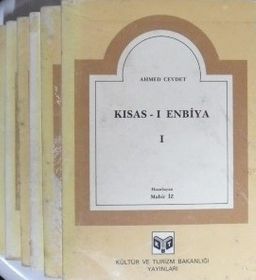 AHMED CEVDET
KISAS - I ENBİYA
I
Hazırlayan
Mahir İZ
KÜLTÜR VE TURİZM BAKANLIĞI
YAYINLARI